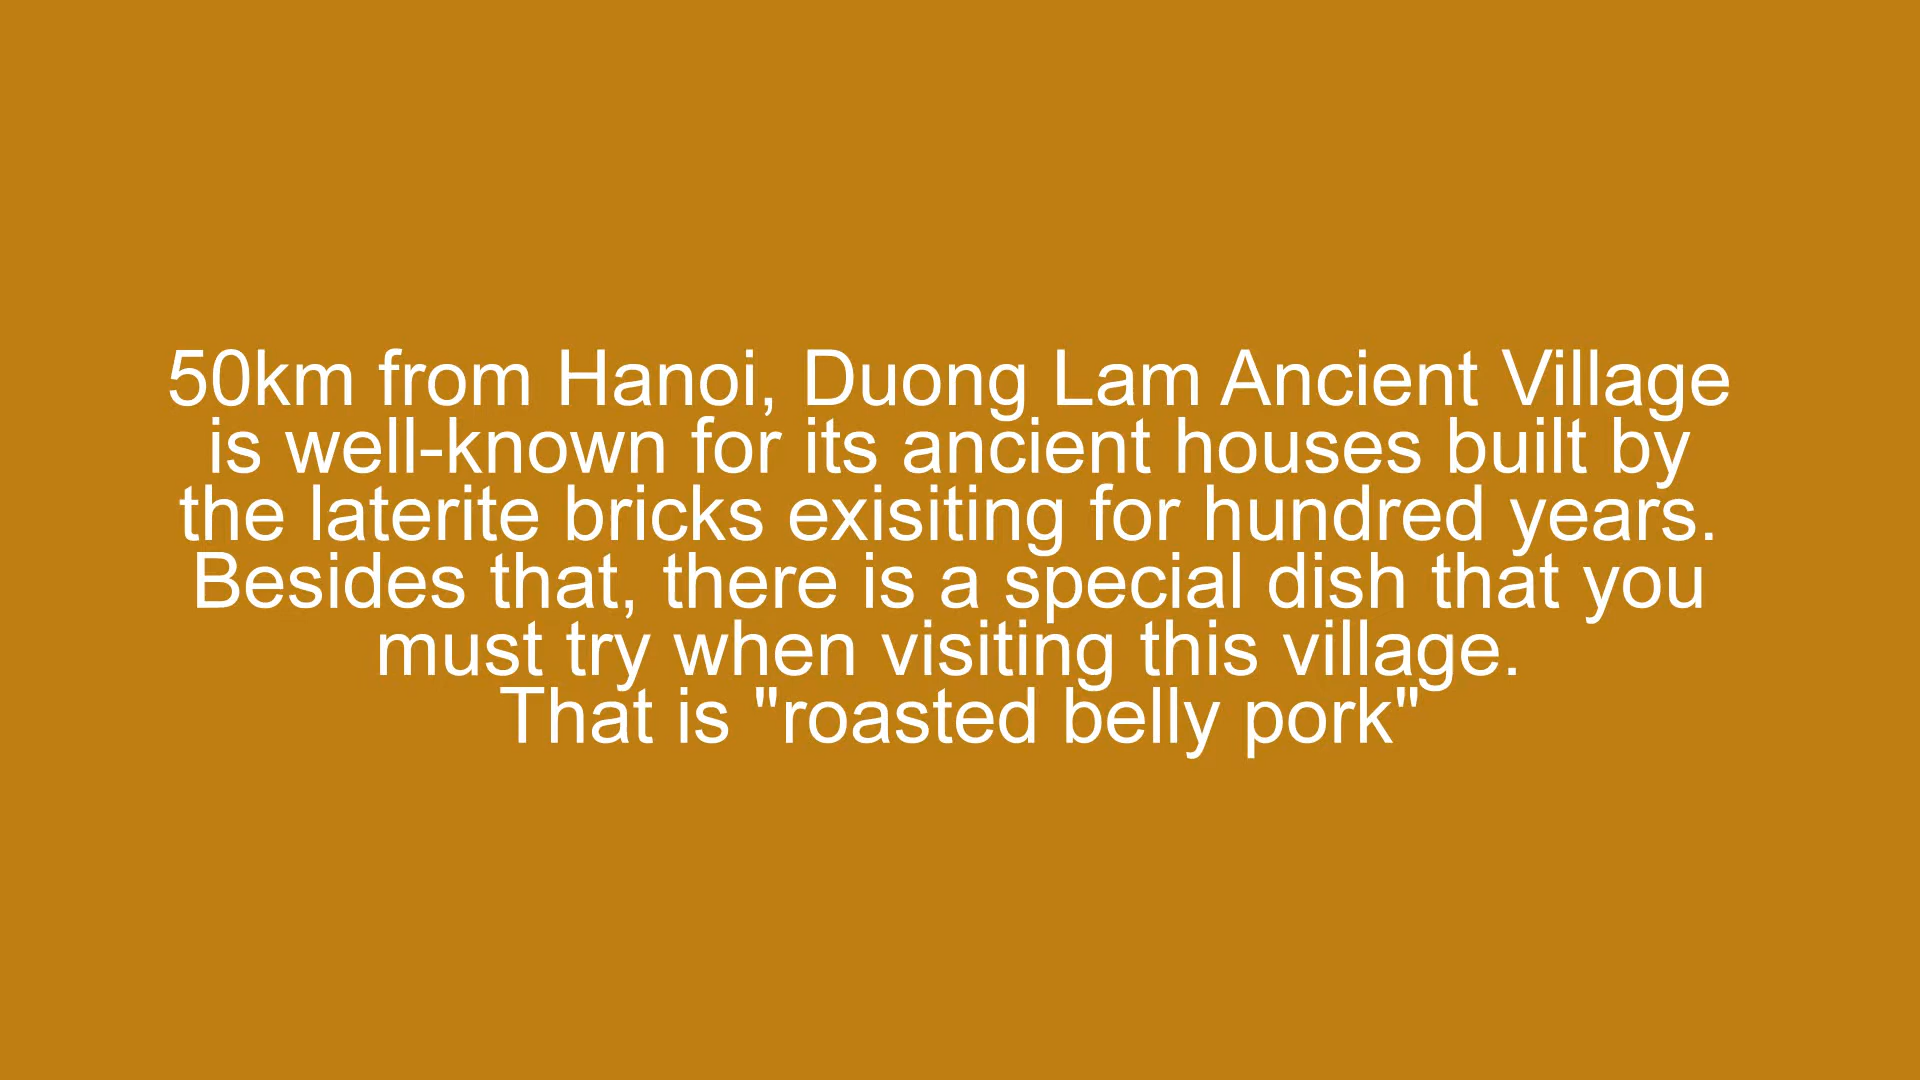 50km from Hanoi, Duong Lam Ancient Village
is well-known for its ancient houses built by
the laterite bricks exisiting for hundred years.
Besides that, there is a special dish that you
must try when visiting this village.
That is "roasted belly pork"